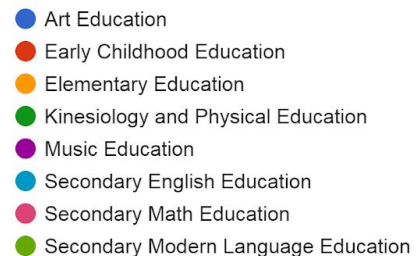 Art Education
Early Childhood Education
Elementary Education
Kinesiology and Physical Education
Music Education
Secondary English Education
Secondary Math Education
Secondary Modern Language Education